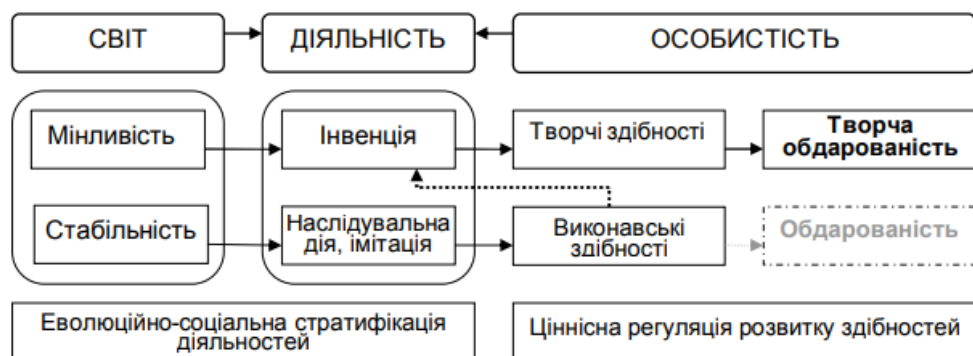 СВІТ
ДІЯЛЬНІСТЬ
ОСОБИСТІСТЬ
Мінливість
Інвенція
Творчі здібності
Творча
обдарованість
Стабільність
Наслідувальна
дія, імітація
Виконавські
здібності
Обдарованість
Еволюційно-соціальна стратифікація
діяльностей
Ціннісна регуляція розвитку здібностей